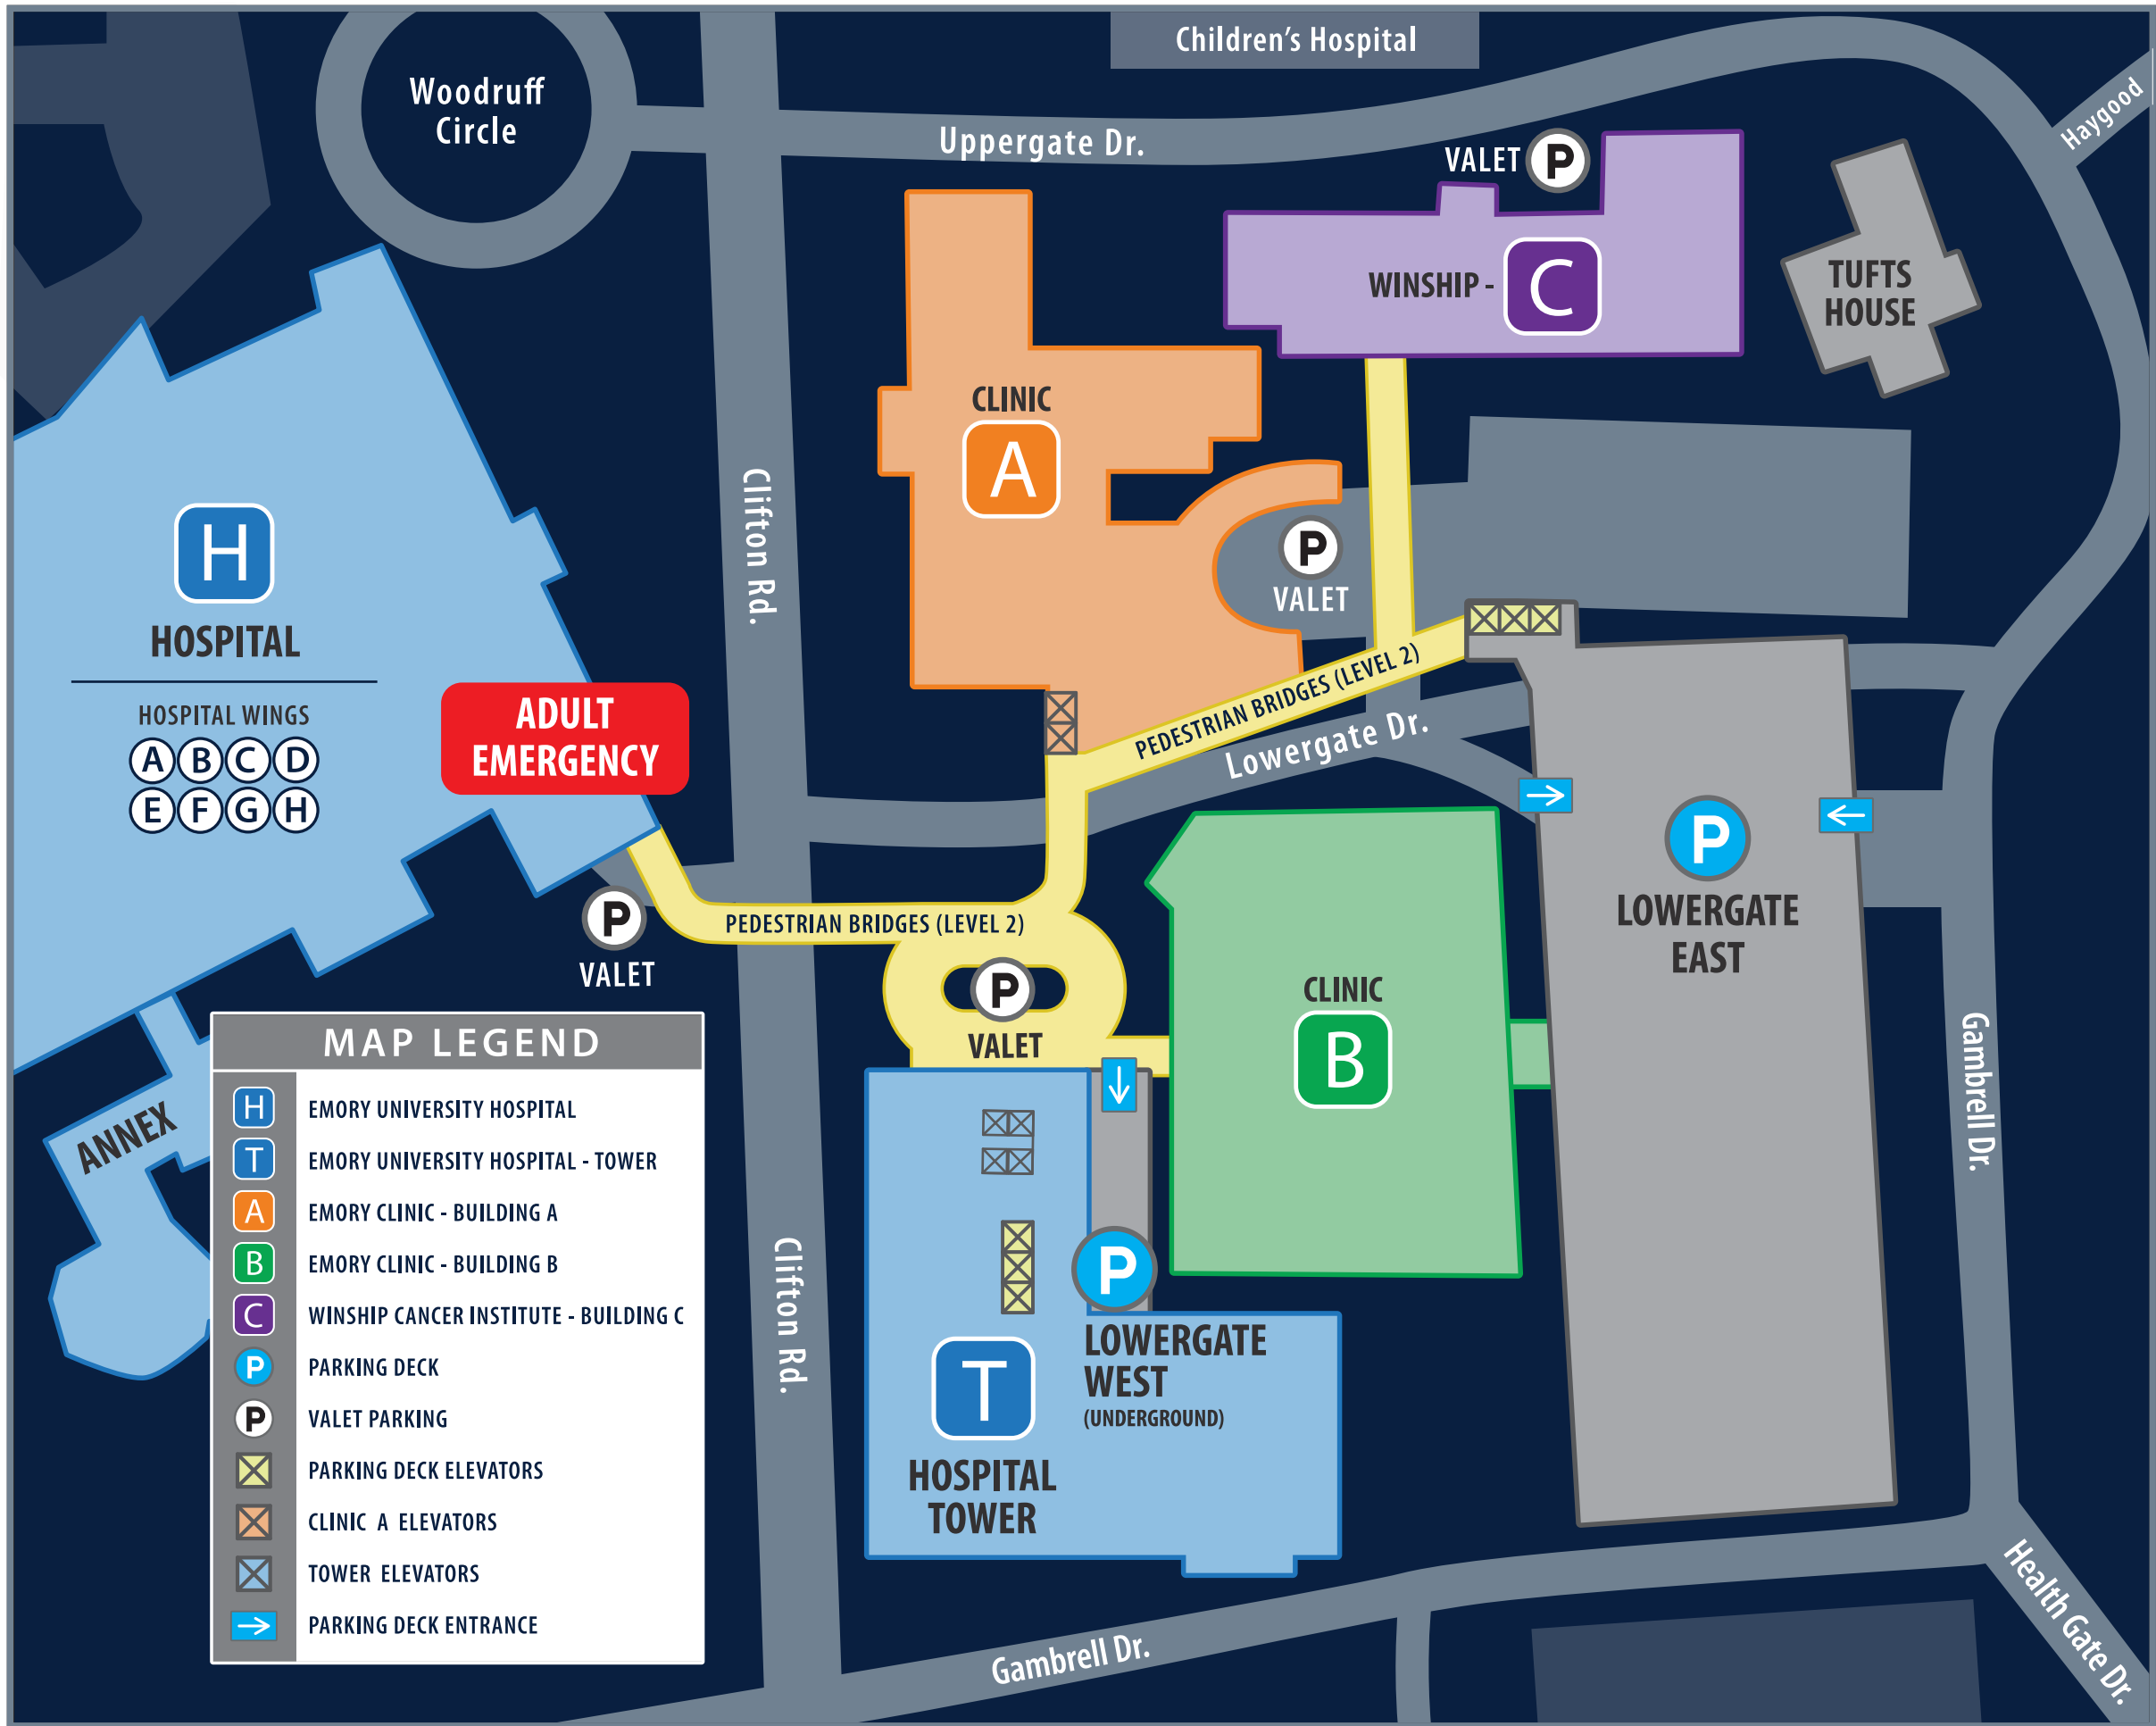 Children's Hospital
Woodruff
Circle
Uppergate Dr.
Haygood
VALET P
WINSHIP - C
TUFTS
HOUSE
CLINIC
A
Clifton Rd.
P
VALET
H
HOSPITAL
HOSPITAL WINGS
A B C D
E F G H
ADULT
EMERGENCY
PEDESTRIAN BRIDGES (LEVEL 2)
Lowergate Dr.
P
LOWERGATE
EAST
P
VALET
PEDESTRIAN BRIDGES (LEVEL 2)
P
VALET
CLINIC
B
Gambrell Dr.
ANNEX
MAP LEGEND
H EMORY UNIVERSITY HOSPITAL
T EMORY UNIVERSITY HOSPITAL - TOWER
A EMORY CLINIC - BUILDING A
B EMORY CLINIC - BUILDING B
C WINSHIP CANCER INSTITUTE - BUILDING C
P PARKING DECK
P VALET PARKING
PARKING DECK ELEVATORS
CLINIC A ELEVATORS
TOWER ELEVATORS
PARKING DECK ENTRANCE
Clifton Rd.
P
LOWERGATE
WEST
(UNDERGROUND)
T
HOSPITAL
TOWER
Gambrell Dr.
Health Gate Dr.